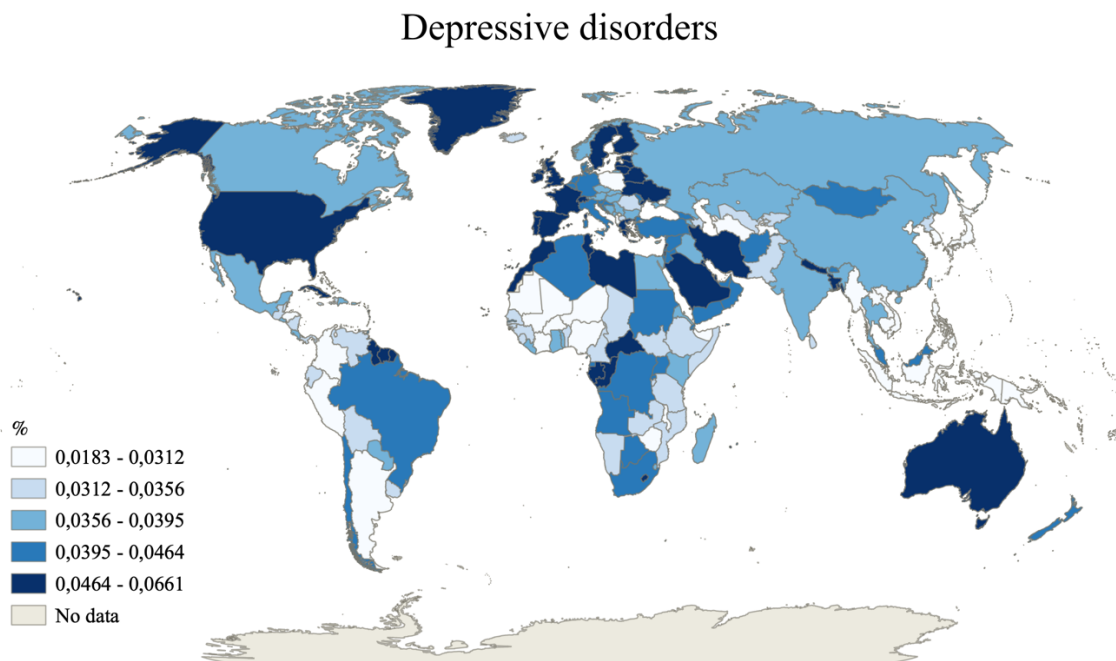 Depressive disorders
%
0,0183 - 0,0312
0,0312 - 0,0356
0,0356 - 0,0395
0,0395 - 0,0464
0,0464 - 0,0661
No data